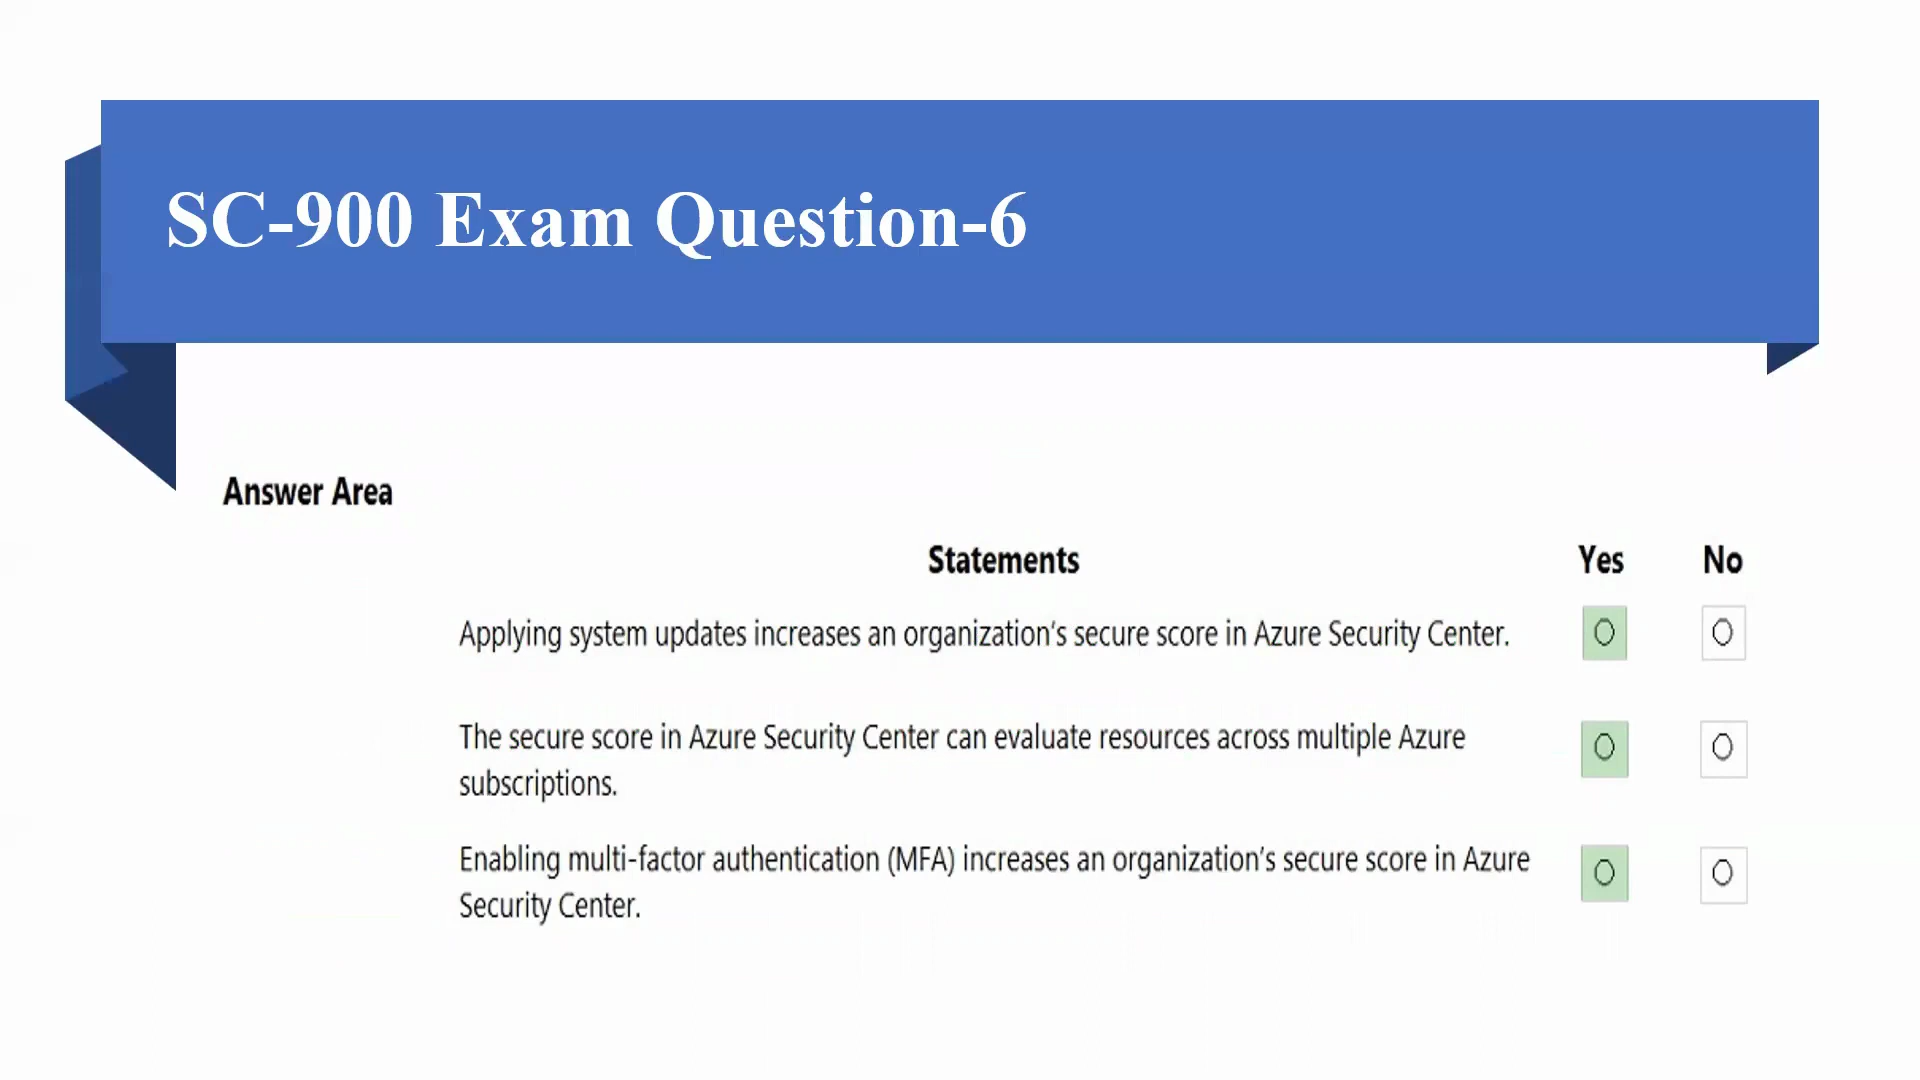 SC-900 Exam Question-6
Answer Area
Statements Yes No
Applying system updates increases an organization's secure score in Azure Security Center.
The secure score in Azure Security Center can evaluate resources across multiple Azure
subscriptions.
Enabling multi-factor authentication (MFA) increases an organization's secure score in Azure
Security Center.